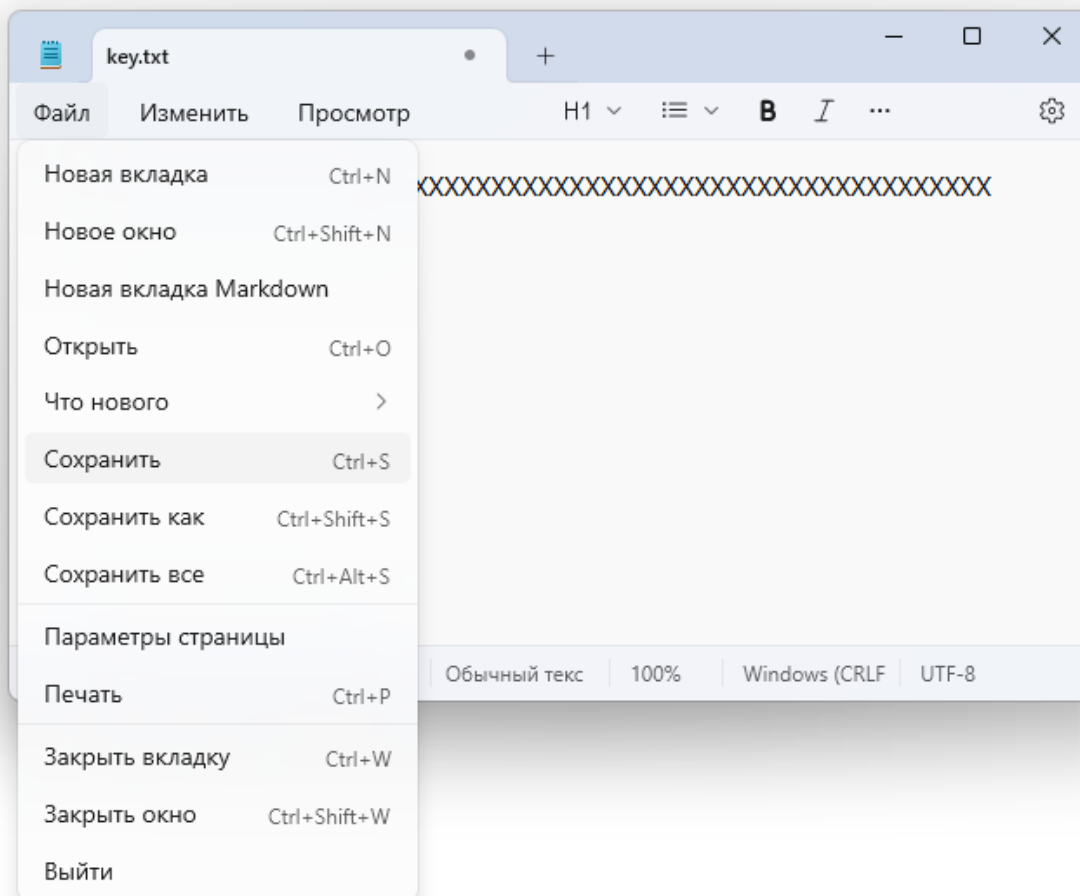 key.txt
Файл Изменить Просмотр H1 B I
Новая вкладка Ctrl+N
Новое окно Ctrl+Shift+N
Новая вкладка Markdown
Открыть Ctrl+O
Что нового
Сохранить Ctrl+S
Сохранить как Ctrl+Shift+S
Сохранить все Ctrl+Alt+S
Параметры страницы
Печать Ctrl+P
Закрыть вкладку Ctrl+W
Закрыть окно Ctrl+Shift+W
Выйти
Обычный текс 100% Windows (CRLF UTF-8